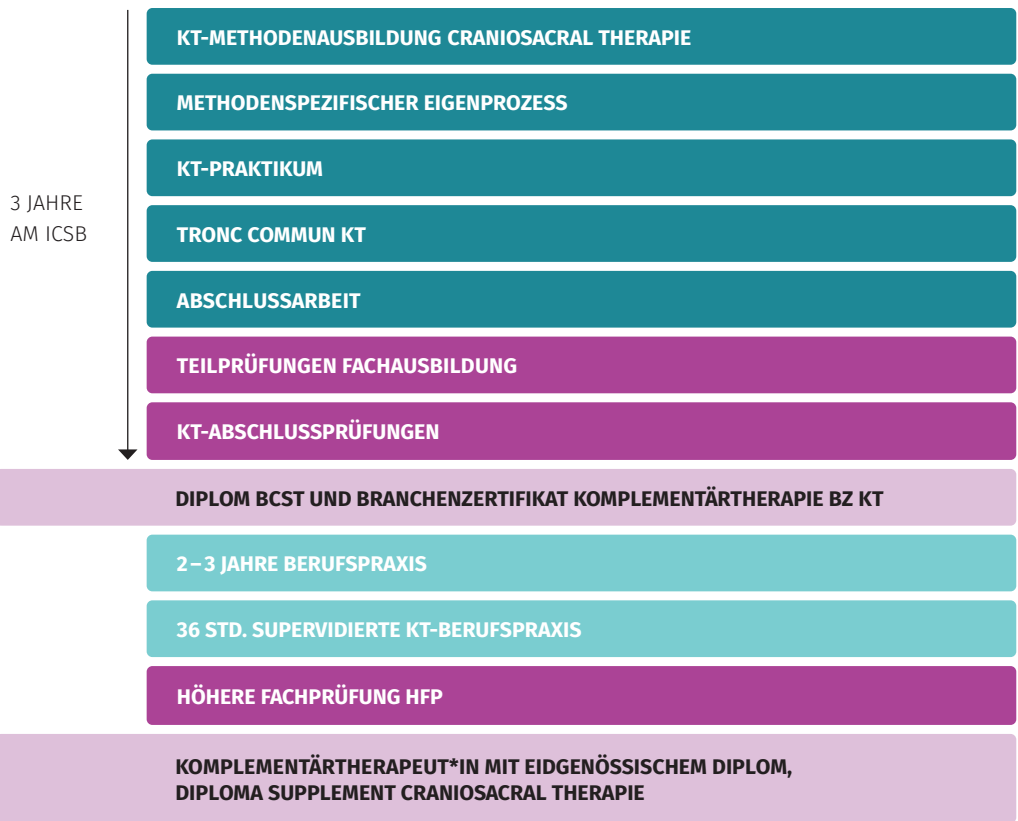 KT-METHODENAUSBILDUNG CRANIOSACRAL THERAPIE
METHODENSPEZIFISCHER EIGENPROZESS
KT-PRAKTIKUM
3 JAHRE
AM ICSB
TRONC COMMUN KT
ABSCHLUSSARBEIT
TEILPRÜFUNGEN FACHAUSBILDUNG
KT-ABSCHLUSSPRÜFUNGEN
DIPLOM BCST UND BRANCHENZERTIFIKAT KOMPLEMENTÄRTHERAPIE BZ KT
2–3 JAHRE BERUFSPRAXIS
36 STD. SUPERVIDIERTE KT-BERUFSPRAXIS
HÖHERE FACHPRÜFUNG HFP
KOMPLEMENTÄRTHERAPEUT*IN MIT EIDGENÖSSISCHEM DIPLOM,
DIPLOMA SUPPLEMENT CRANIOSACRAL THERAPIE